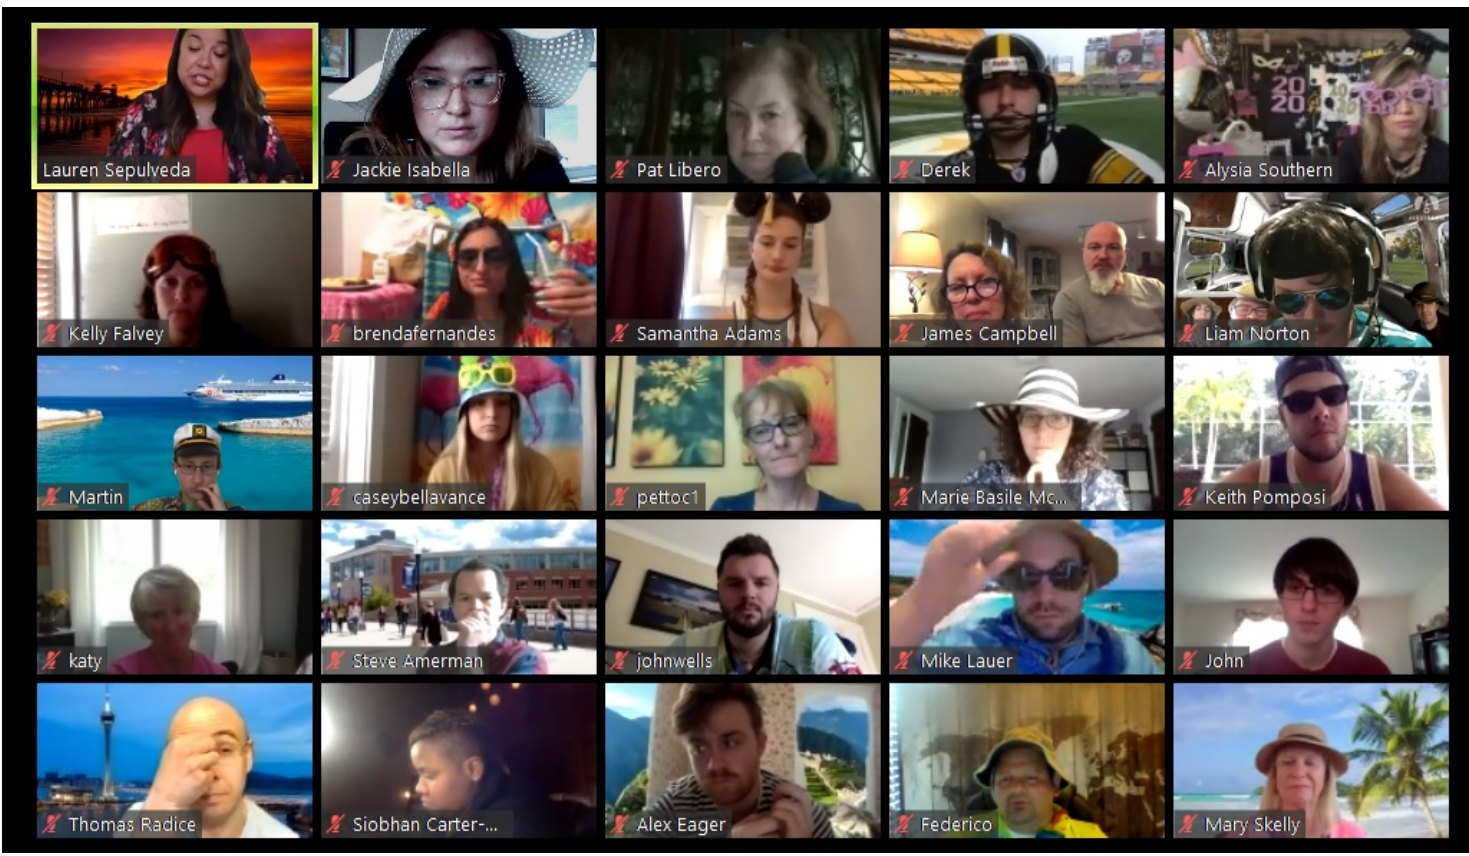 Lauren Sepulveda
Jackie Isabella
Pat Libero
Derek
Alysia Southern
20
20
Kelly Falvey
brendafernandes
Samantha Adams
James Campbell
Liam Norton
Martin
caseybellavance
pettoc1
Marie Basile Mc...
Keith Pomposi
katy
Steve Amerman
johnwells
Mike Lauer
John
Thomas Radice
Siobhan Carter-...
Alex Eager
Federico
Mary Skelly